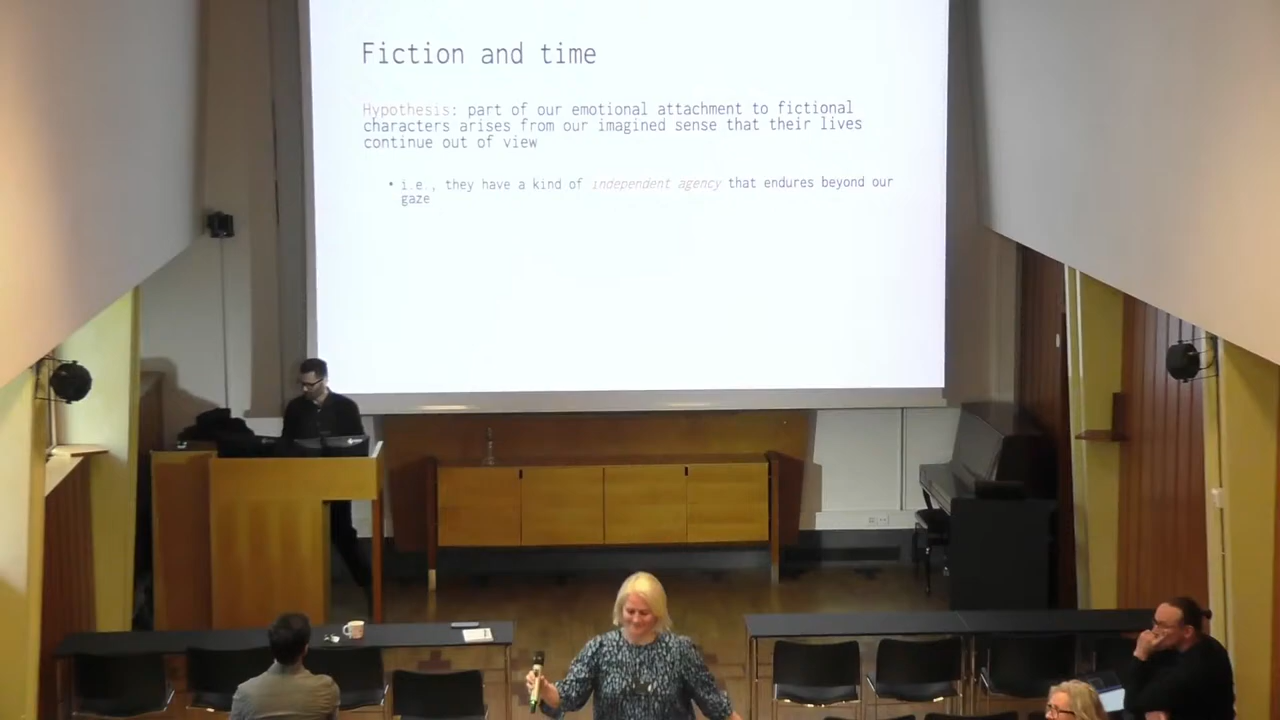 Fiction and time
Hypothesis: part of our emotional attachment to fictional
characters arises from our imagined sense that their lives
continue out of view
• i.e., they have a kind of independent agency that endures beyond our
gaze